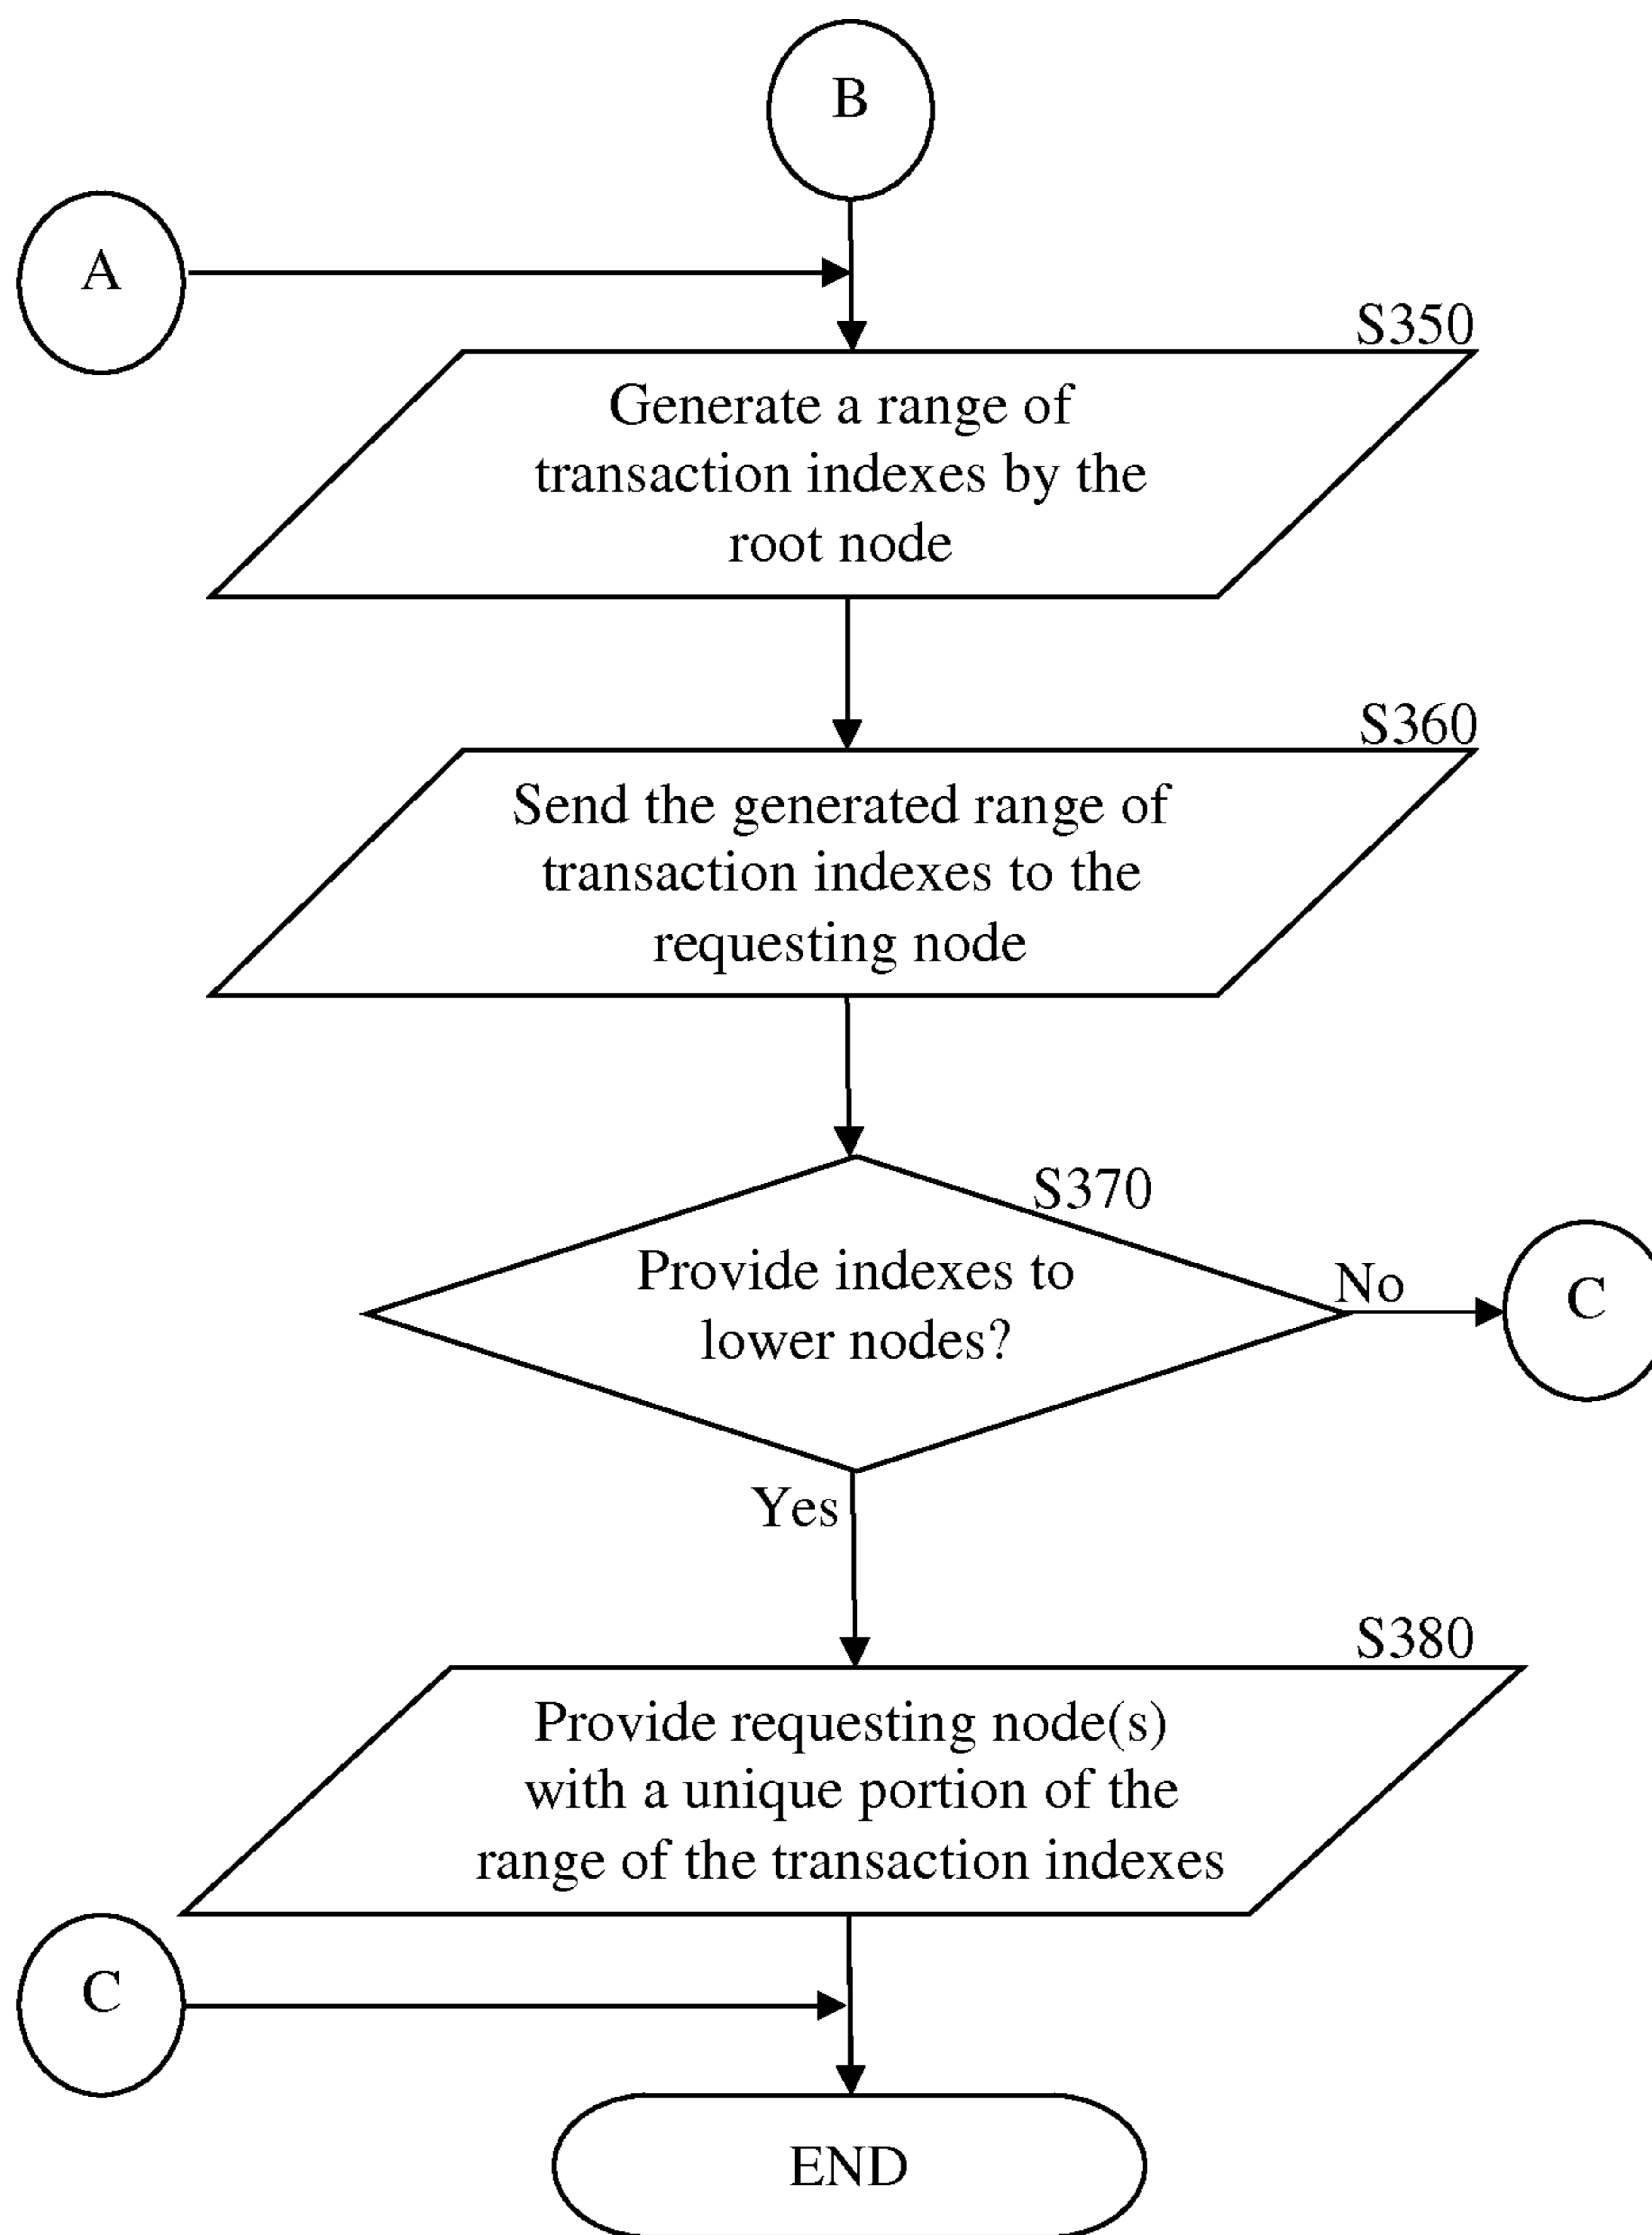 B
A
S350
Generate a range of
transaction indexes by the
root node
S360
Send the generated range of
transaction indexes to the
requesting node
S370
Provide indexes to
lower nodes?
No
C
Yes
S380
Provide requesting node(s)
with a unique portion of the
range of the transaction indexes
C
END